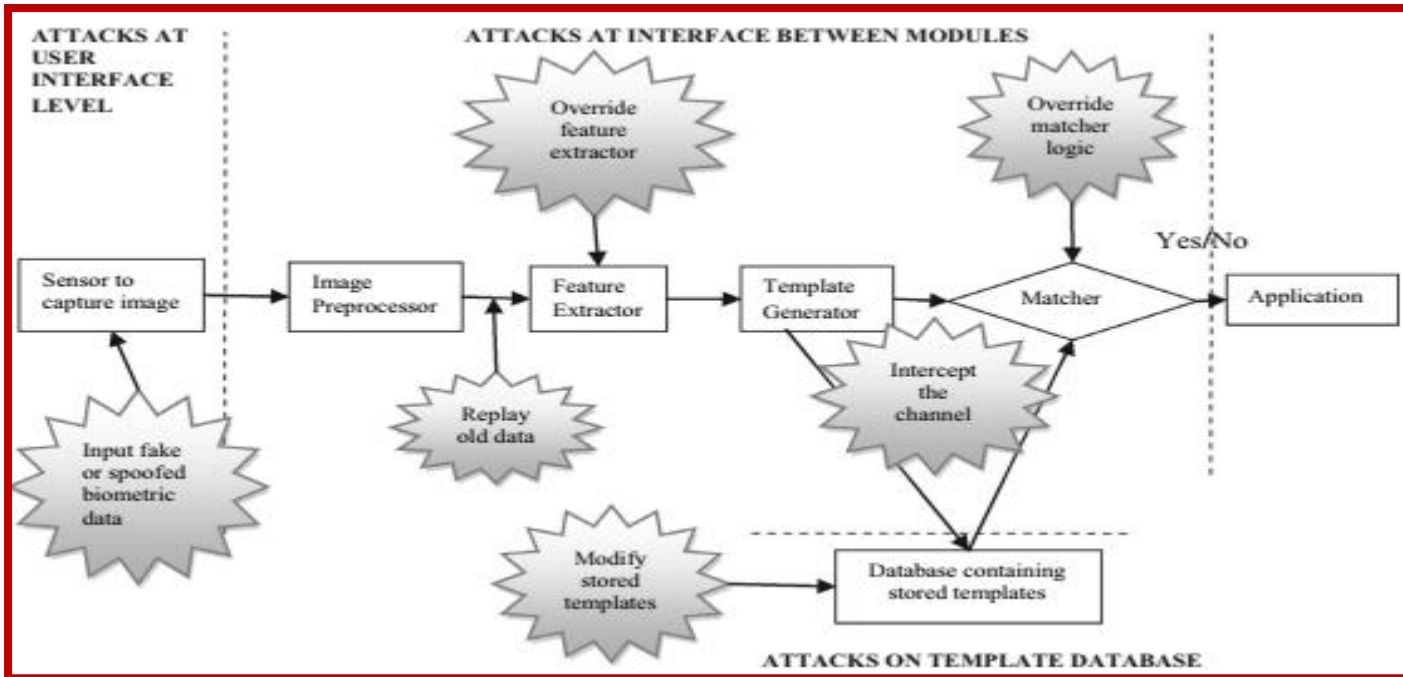 ATTACKS AT
USER
INTERFACE
LEVEL
ATTACKS AT INTERFACE BETWEEN MODULES
Override
feature
extractor
Override
matcher
logic
Yes/No
Sensor to
capture image
Image
Preprocessor
Feature
Extractor
Template
Generator
Matcher
Application
Input fake
or spoofed
biometric
data
Replay
old data
Intercept
the
channel
Modify
stored
templates
Database containing
stored templates
ATTACKS ON TEMPLATE DATABASE